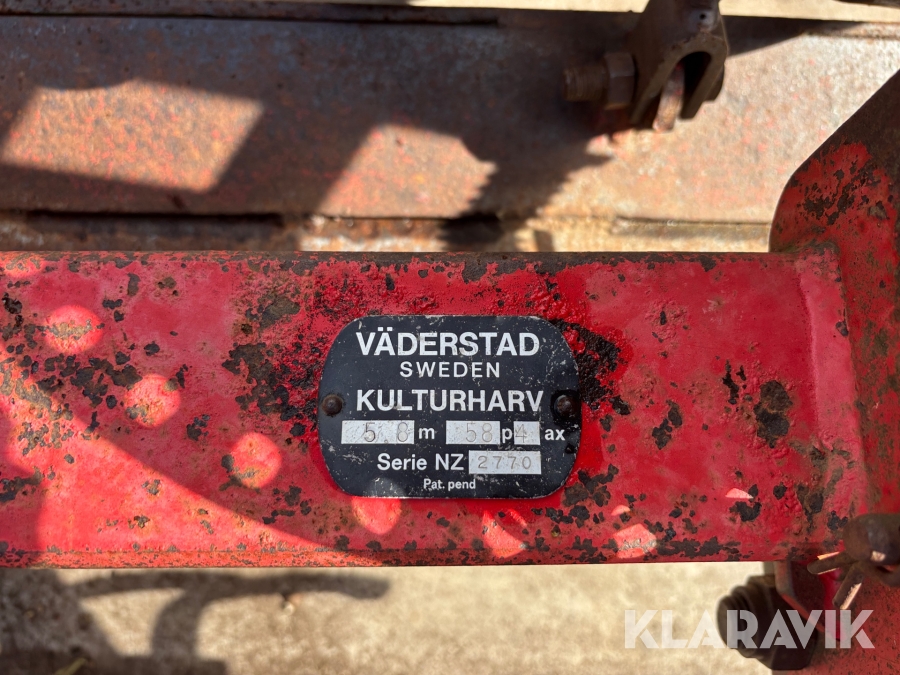 VÄDERSTAD
SWEDEN
KULTURHARV
5,8 m 58 p 4 ax
Serie NZ 2770
Pat. pend
KLARAVIK